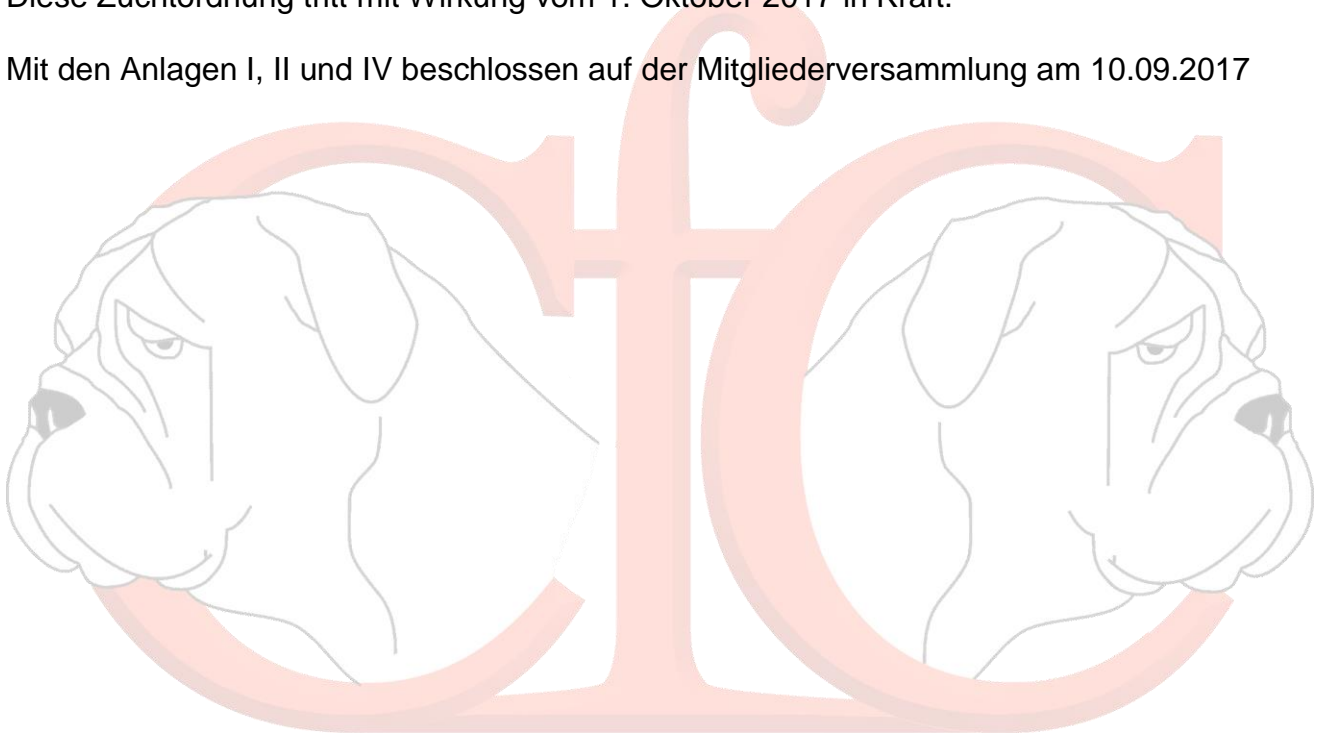 Diese Zuchtordnung tritt mit Wirkung vom 1. Oktober 2017 in Kraft.
Mit den Anlagen I, II und IV beschlossen auf der Mitgliederversammlung am 10.09.2017
CfC